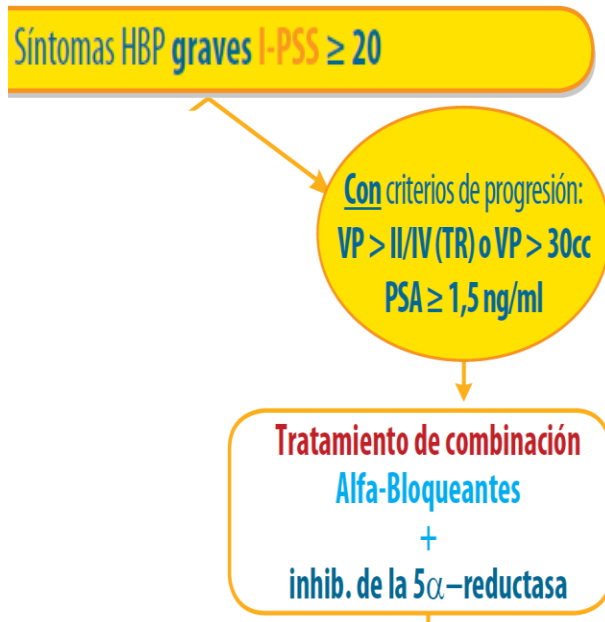 Síntomas HBP graves I-PSS ≥ 20
Con criterios de progresión:
VP > II/IV (TR) o VP > 30cc
PSA ≥ 1,5 ng/ml
Tratamiento de combinación
Alfa-Bloqueantes
+
inhib. de la 5α–reductasa